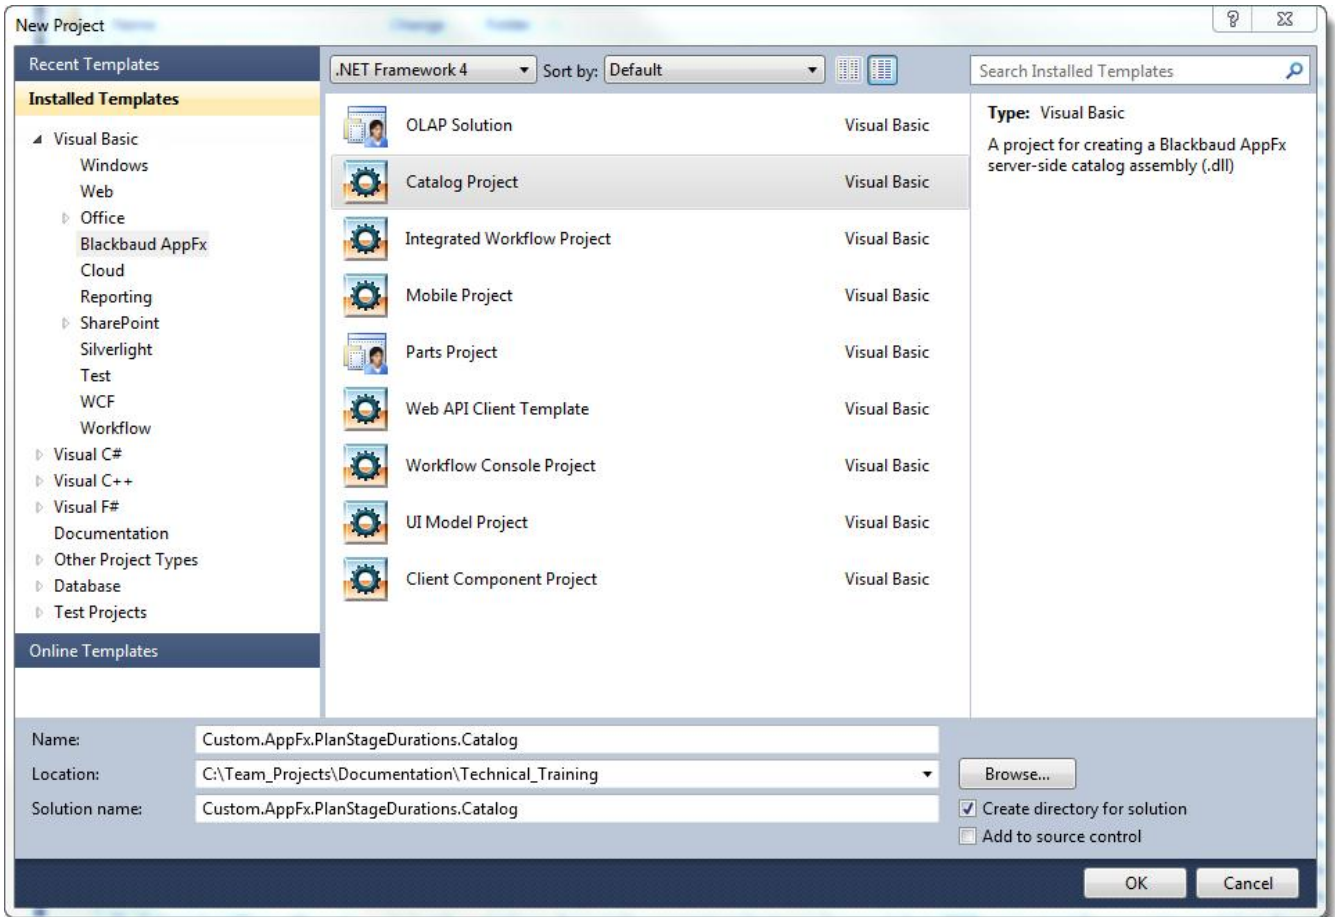 New Project
Recent Templates
Installed Templates
Visual Basic
Windows
Web
Office
Blackbaud AppFx
Cloud
Reporting
SharePoint
Silverlight
Test
WCF
Workflow
Visual C#
Visual C++
Visual F#
Documentation
Other Project Types
Database
Test Projects
Online Templates
.NET Framework 4 Sort by: Default
OLAP Solution Visual Basic
Catalog Project Visual Basic
Integrated Workflow Project Visual Basic
Mobile Project Visual Basic
Parts Project Visual Basic
Web API Client Template Visual Basic
Workflow Console Project Visual Basic
UI Model Project Visual Basic
Client Component Project Visual Basic
Search Installed Templates
Type: Visual Basic
A project for creating a Blackbaud AppFx
server-side catalog assembly (.dll)
Name: Custom.AppFx.PlanStageDurations.Catalog
Location: C:\Team_Projects\Documentation\Technical_Training Browse...
Solution name: Custom.AppFx.PlanStageDurations.Catalog Create directory for solution
Add to source control
OK Cancel